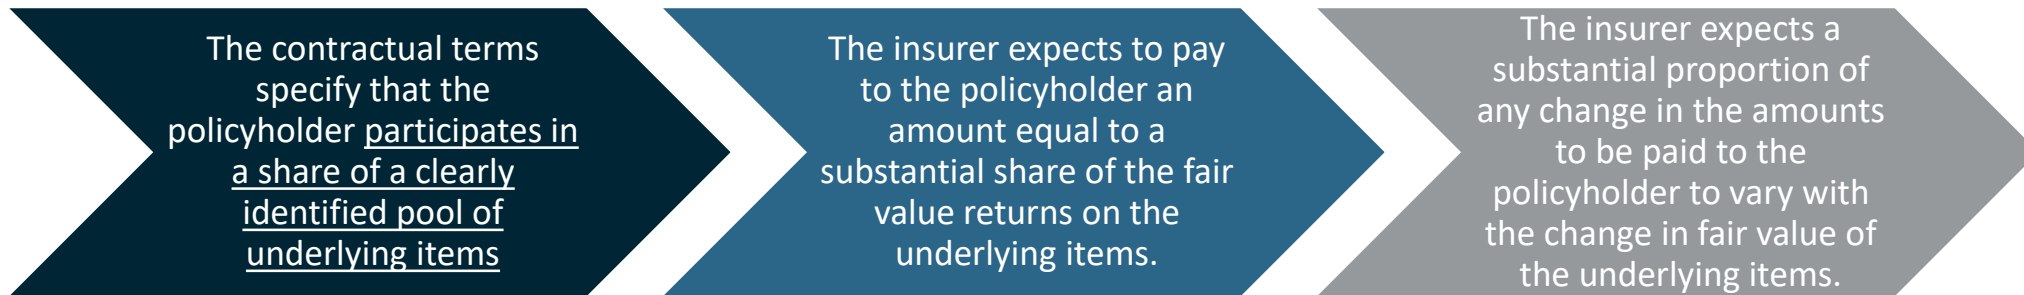 The contractual terms
specify that the
policyholder participates in
a share of a clearly
identified pool of
underlying items
The insurer expects to pay
to the policyholder an
amount equal to a
substantial share of the fair
value returns on the
underlying items.
The insurer expects a
substantial proportion of
any change in the amounts
to be paid to the
policyholder to vary with
the change in fair value of
the underlying items.